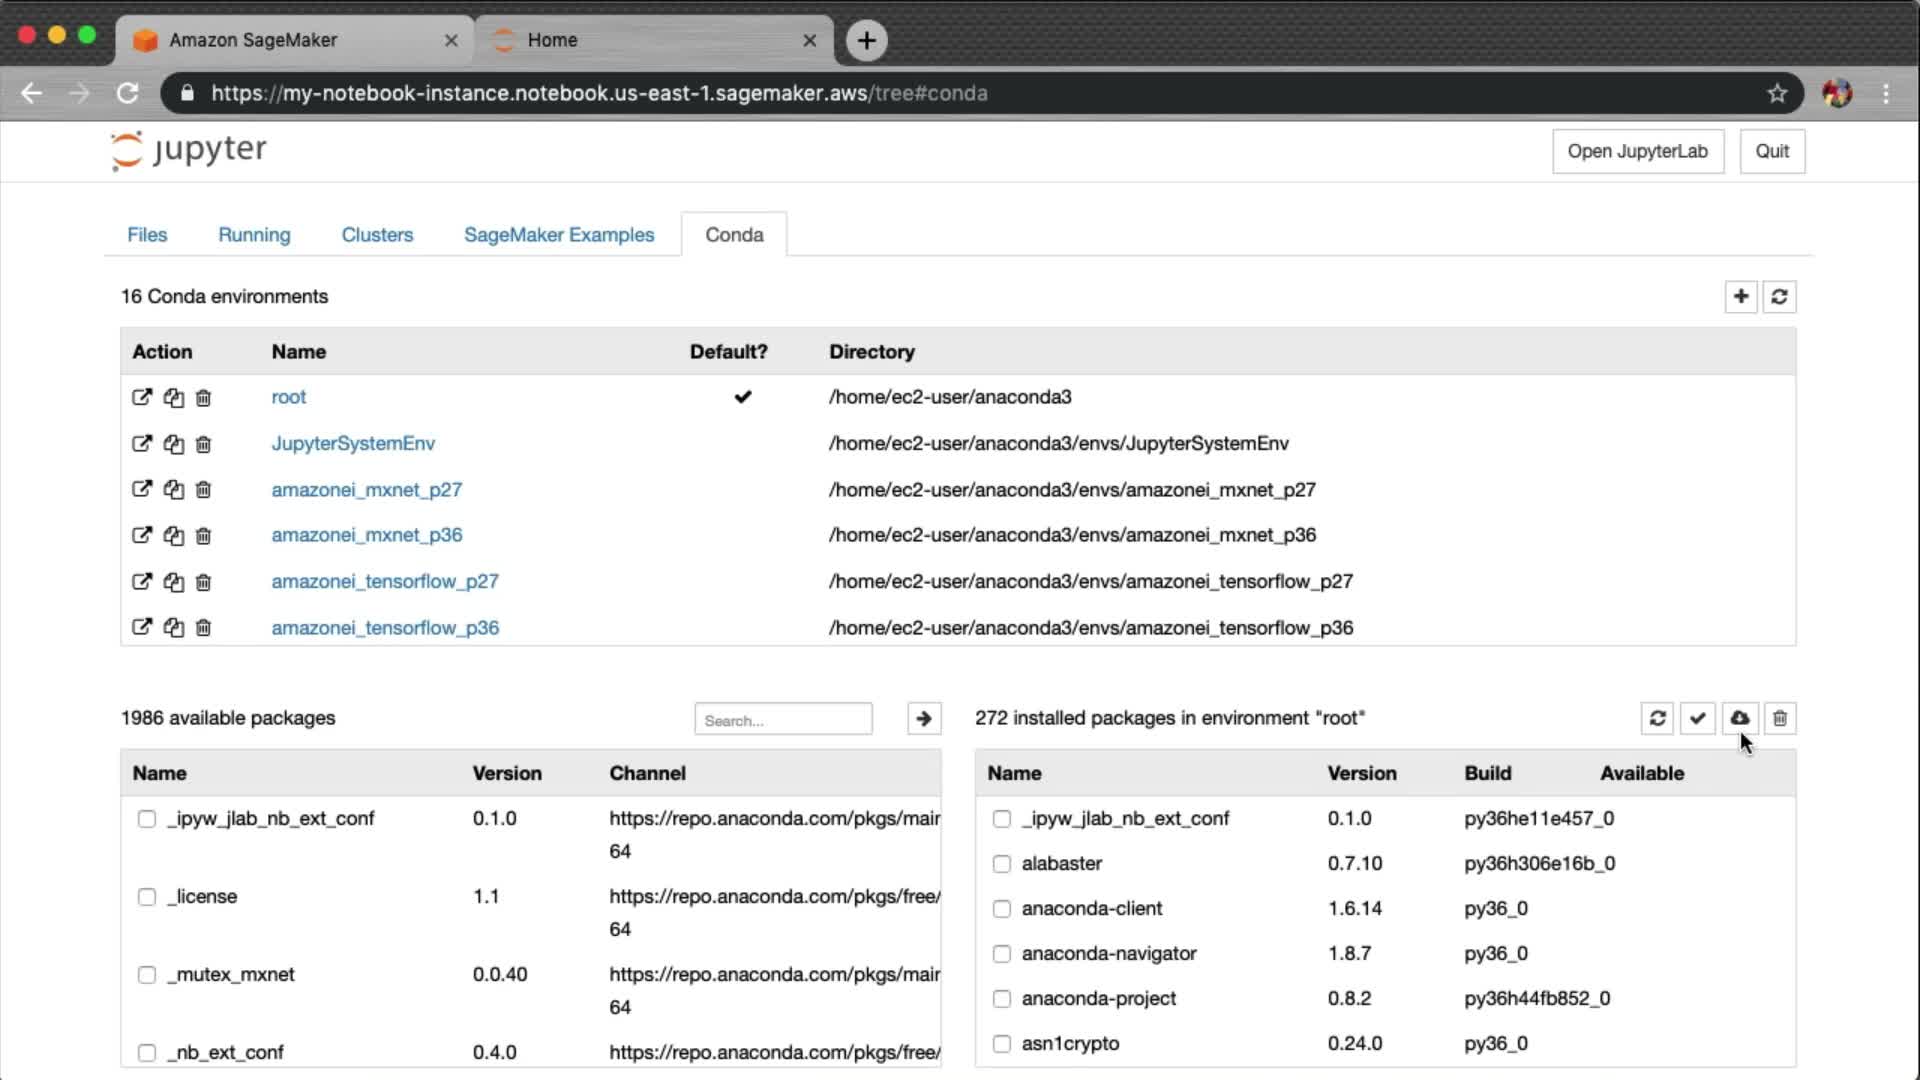 Amazon SageMaker
Home
https://my-notebook-instance.notebook.us-east-1.sagemaker.aws/tree#conda
jupyter
Open JupyterLab
Quit
Files
Running
Clusters
SageMaker Examples
Conda
16 Conda environments
Action Name Default? Directory
root /home/ec2-user/anaconda3
JupyterSystemEnv /home/ec2-user/anaconda3/envs/JupyterSystemEnv
amazonei_mxnet_p27 /home/ec2-user/anaconda3/envs/amazonei_mxnet_p27
amazonei_mxnet_p36 /home/ec2-user/anaconda3/envs/amazonei_mxnet_p36
amazonei_tensorflow_p27 /home/ec2-user/anaconda3/envs/amazonei_tensorflow_p27
amazonei_tensorflow_p36 /home/ec2-user/anaconda3/envs/amazonei_tensorflow_p36
1986 available packages
Search...
Name Version Channel
_ipyw_jlab_nb_ext_conf 0.1.0 https://repo.anaconda.com/pkgs/main
64
_license 1.1 https://repo.anaconda.com/pkgs/free/
64
_mutex_mxnet 0.0.40 https://repo.anaconda.com/pkgs/main
64
_nb_ext_conf 0.4.0 https://repo.anaconda.com/pkgs/free/
272 installed packages in environment "root"
Name Version Build Available
_ipyw_jlab_nb_ext_conf 0.1.0 py36he11e457_0
alabaster 0.7.10 py36h306e16b_0
anaconda-client 1.6.14 py36_0
anaconda-navigator 1.8.7 py36_0
anaconda-project 0.8.2 py36h44fb852_0
asn1crypto 0.24.0 py36_0